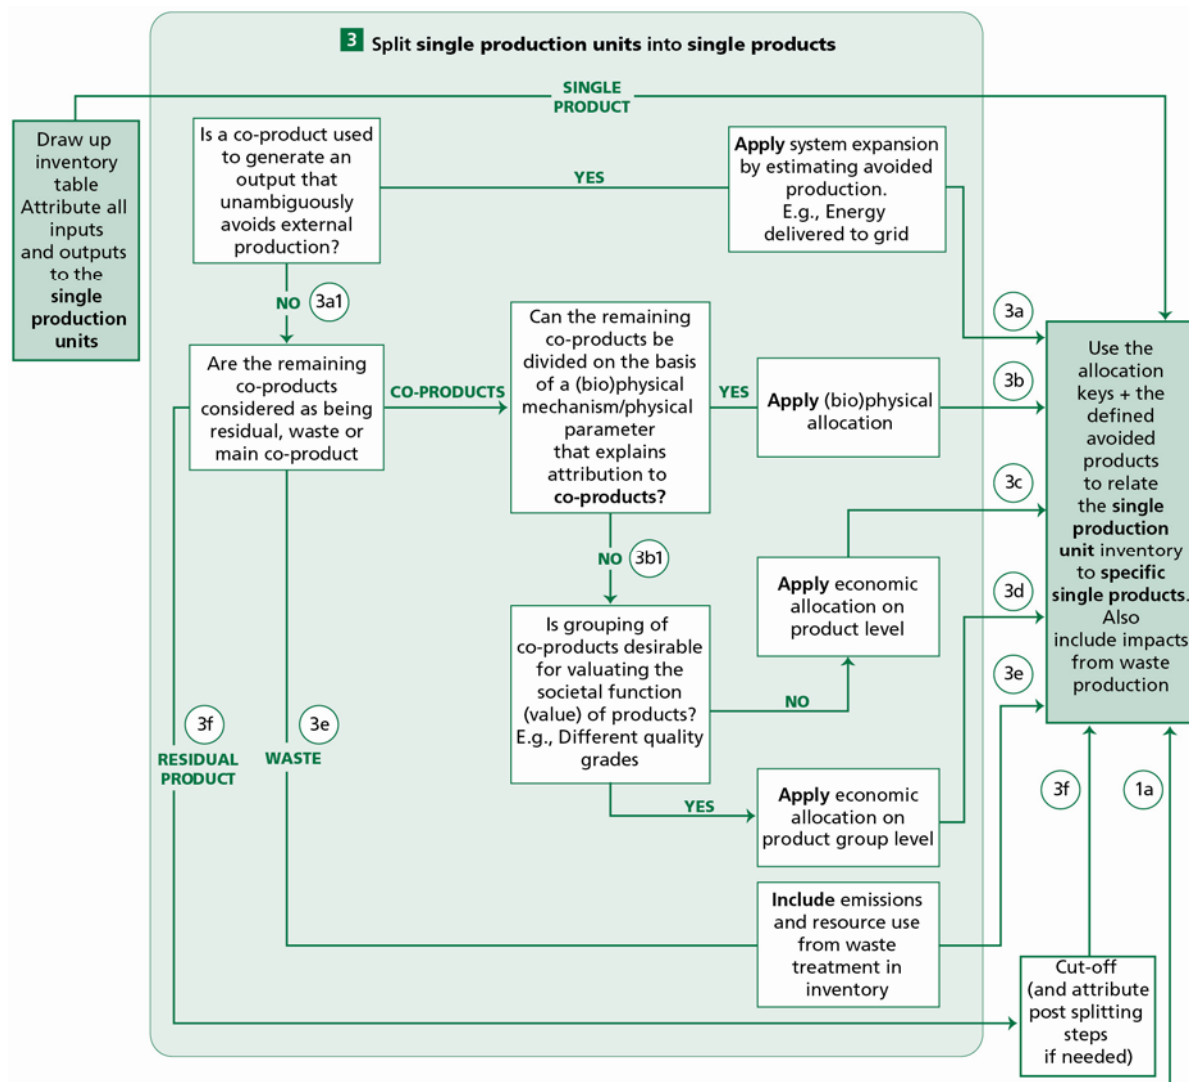 3 Split single production units into single products
SINGLE
PRODUCT
Draw up
inventory
table
Attribute all
inputs
and outputs
to the
single
production
units
Is a co-product used
to generate an
output that
unambiguously
avoids external
production?
YES
Apply system expansion
by estimating avoided
production.
E.g., Energy
delivered to grid
NO
3a1
3a
Are the remaining
co-products
considered as being
residual, waste or
main co-product
CO-PRODUCTS
Can the remaining
co-products be
divided on the basis
of a (bio)physical
mechanism/physical
parameter
that explains
attribution to
co-products?
YES
Apply (bio)physical
allocation
3b
Use the
allocation
keys + the
defined
avoided
products
to relate
the single
production
unit inventory
to specific
single products.
Also
include impacts
from waste
production
3c
NO
3b1
Apply economic
allocation on
product level
3d
Is grouping of
co-products desirable
for valuating the
societal function
(value) of products?
E.g., Different quality
grades
NO
3e
3f
RESIDUAL
PRODUCT
3e
WASTE
YES
Apply economic
allocation on
product group level
3f
1a
Include emissions
and resource use
from waste
treatment in
inventory
Cut-off
(and attribute
post splitting
steps
if needed)